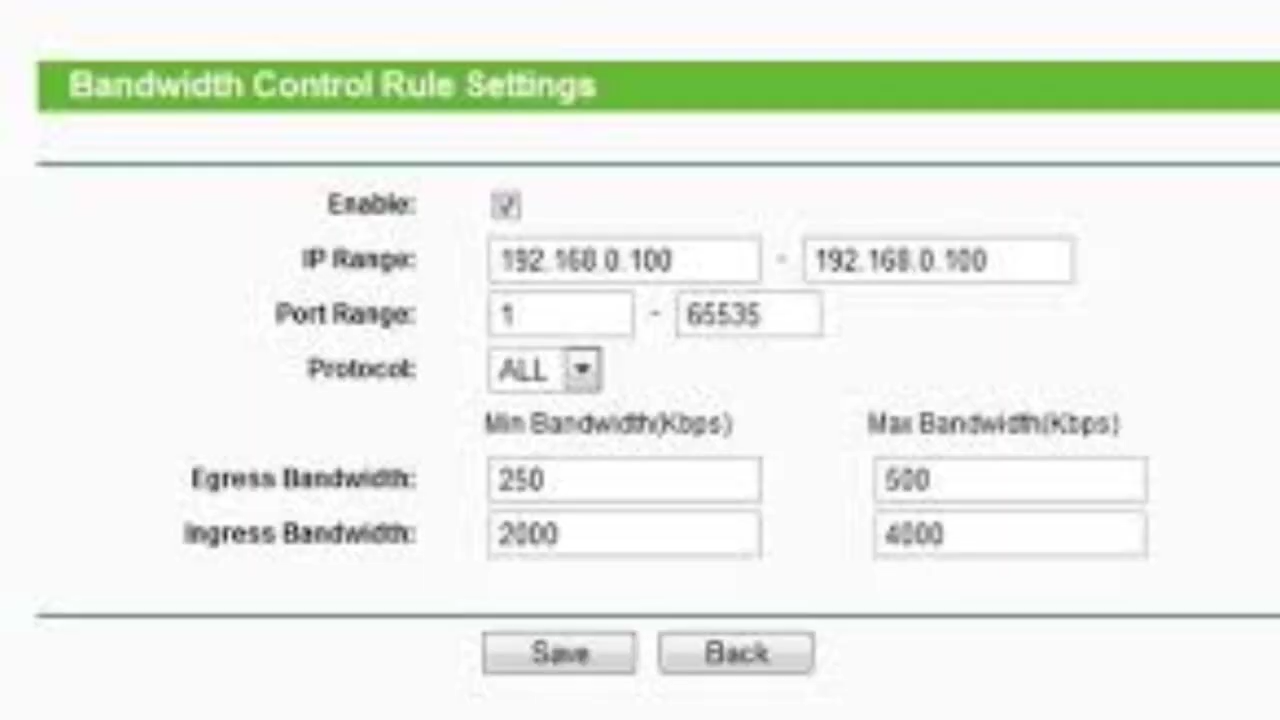 Bandwidth Control Rule Settings
Enable:
IP Range: 192.168.0.100 - 192.168.0.100
Port Range: 1 - 65535
Protocol: ALL
Min Bandwidth(Kbps) Max Bandwidth(Kbps)
Egress Bandwidth: 250 500
Ingress Bandwidth: 2000 4000
Save Back